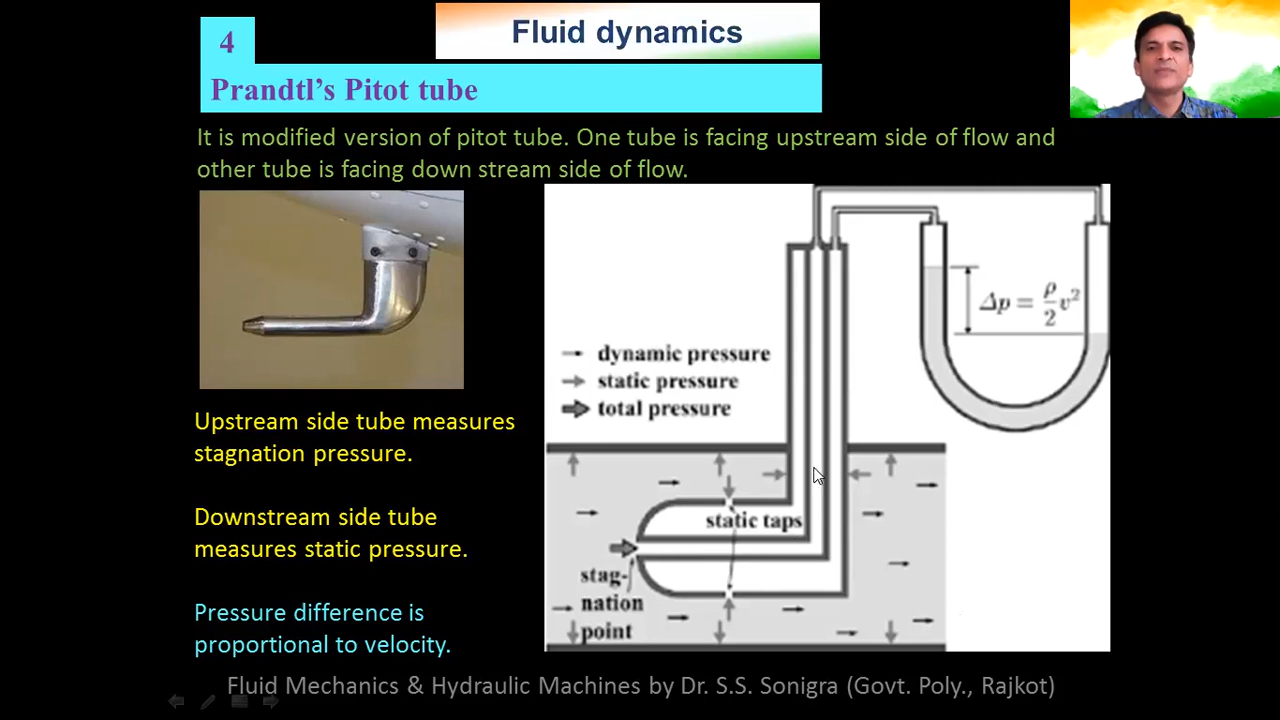 Fluid dynamics
4
Prandtl's Pitot tube
It is modified version of pitot tube. One tube is facing upstream side of flow and
other tube is facing down stream side of flow.
Δp = ρ/2 v²
dynamic pressure
static pressure
total pressure
static taps
stag-
nation
point
Upstream side tube measures
stagnation pressure.
Downstream side tube
measures static pressure.
Pressure difference is
proportional to velocity.
Fluid Mechanics & Hydraulic Machines by Dr. S.S. Sonigra (Govt. Poly., Rajkot)